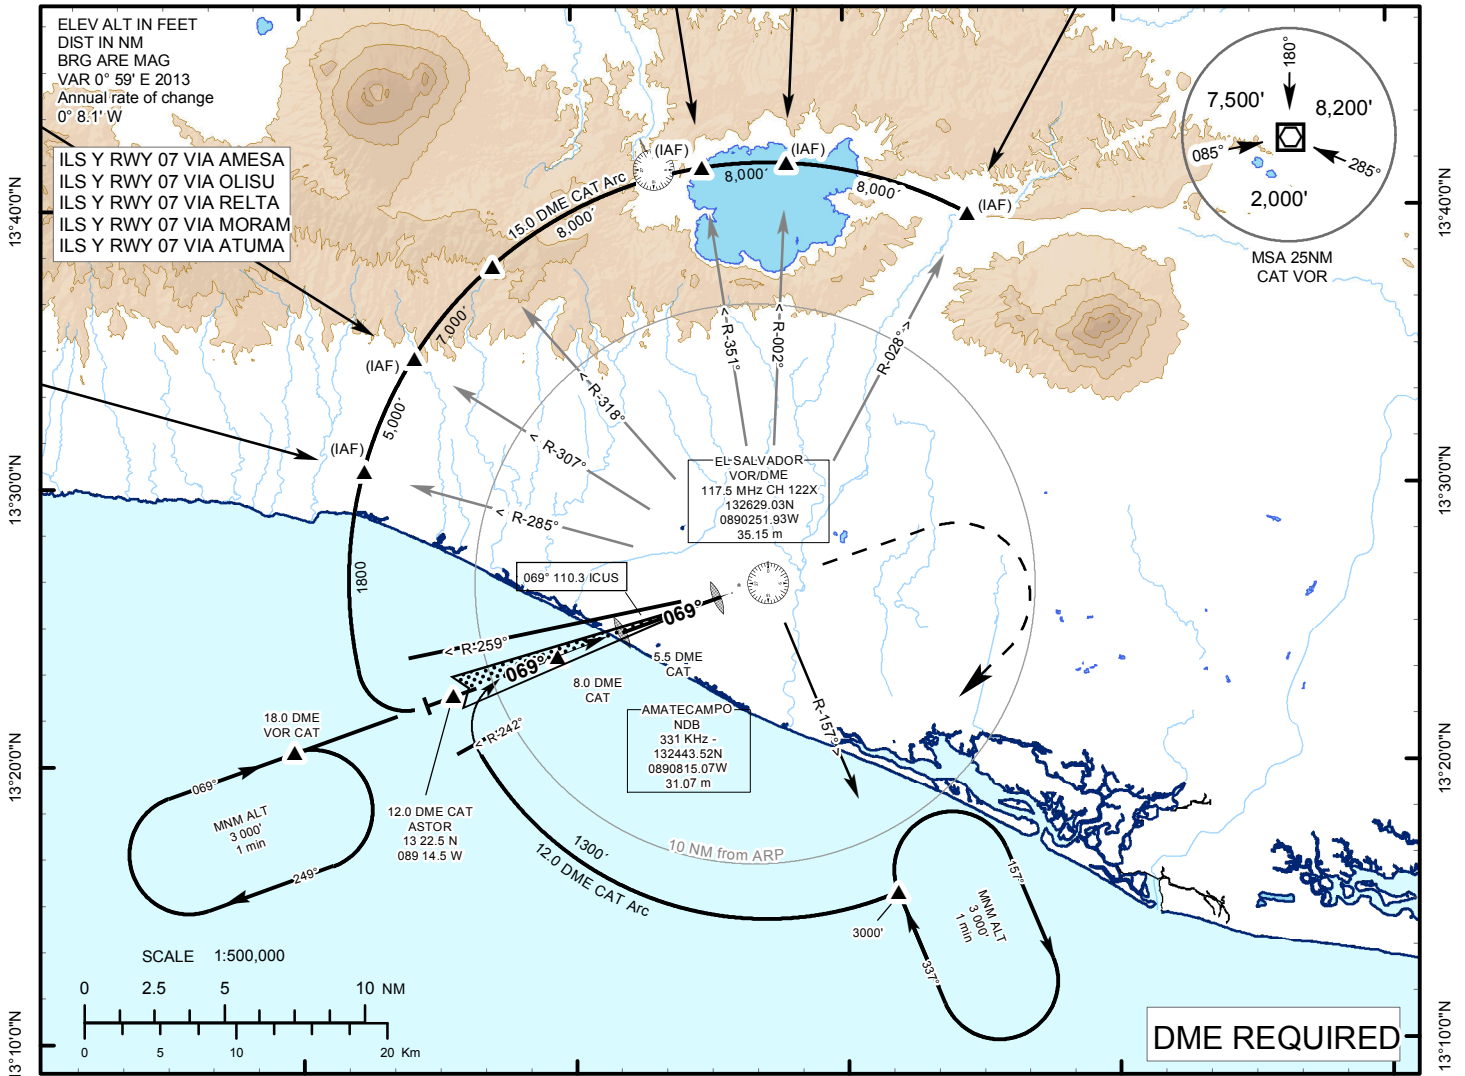 ELEV ALT IN FEET
DIST IN NM
BRG ARE MAG
VAR 0° 59' E 2013
Annual rate of change
0° 8.1' W
ILS Y RWY 07 VIA AMESA
ILS Y RWY 07 VIA OLISU
ILS Y RWY 07 VIA RELTA
ILS Y RWY 07 VIA MORAM
ILS Y RWY 07 VIA ATUMA
180°
7,500'
8,200'
085°
285°
2,000'
MSA 25NM
CAT VOR
13°40'0"N
13°40'0"N
(IAF)
(IAF)
(IAF)
(IAF)
(IAF)
15.0 DME CAT Arc
8,000´
8,000´
8,000´
7,000´
5,000´
1800
< R-351°
< R-002°
R-028° >
< R-318°
< R-307°
< R-285°
13°30'0"N
13°30'0"N
EL SALVADOR
VOR/DME
117.5 MHz CH 122X
132629.03N
0890251.93W
35.15 m
069° 110.3 ICUS
069°
< R-259°
069°
5.5 DME
CAT
8.0 DME
CAT
< R-242°
R-157° >
AMATECAMPO
NDB
331 KHz -
132443.52N
0890815.07W
31.07 m
18.0 DME
VOR CAT
069°
MNM ALT
3 000'
1 min
249°
12.0 DME CAT
ASTOR
13 22.5 N
089 14.5 W
13°20'0"N
13°20'0"N
1300´
12.0 DME CAT Arc
10 NM from ARP
3000'
157°
MNM ALT
3 000'
1 min
337°
SCALE 1:500,000
0 2.5 5 10 NM
0 5 10 20 Km
13°10'0"N
13°10'0"N
DME REQUIRED